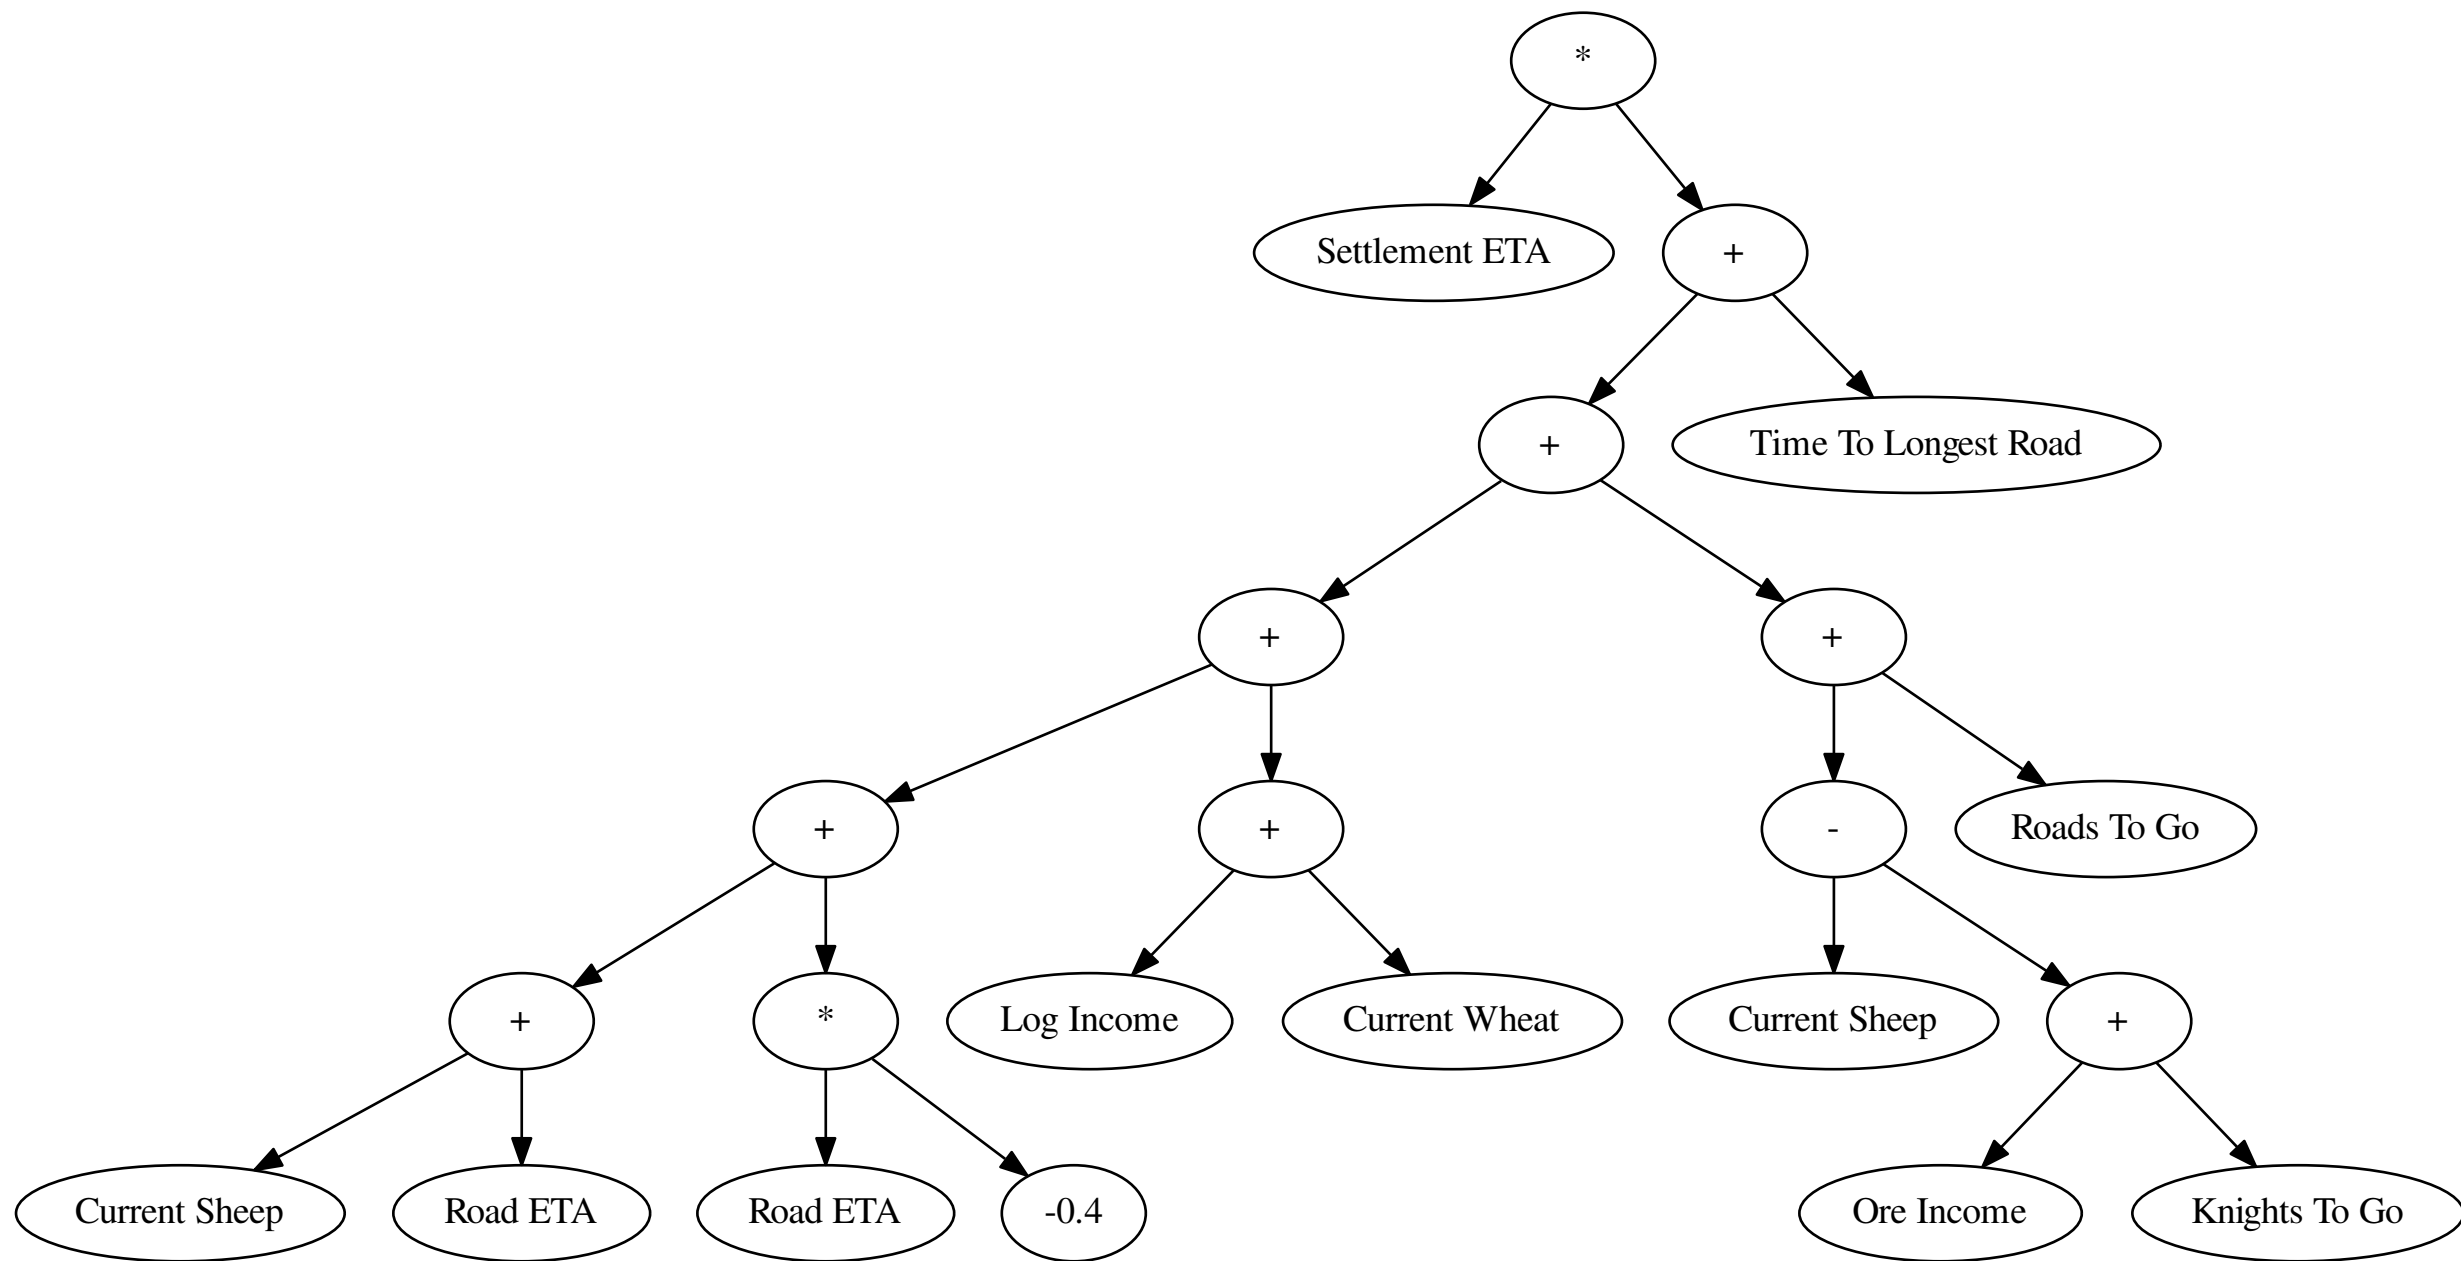 *
Settlement ETA
+
+
Time To Longest Road
+
+
+
+
-
Roads To Go
+
*
Log Income
Current Wheat
Current Sheep
+
Current Sheep
Road ETA
Road ETA
-0.4
Ore Income
Knights To Go